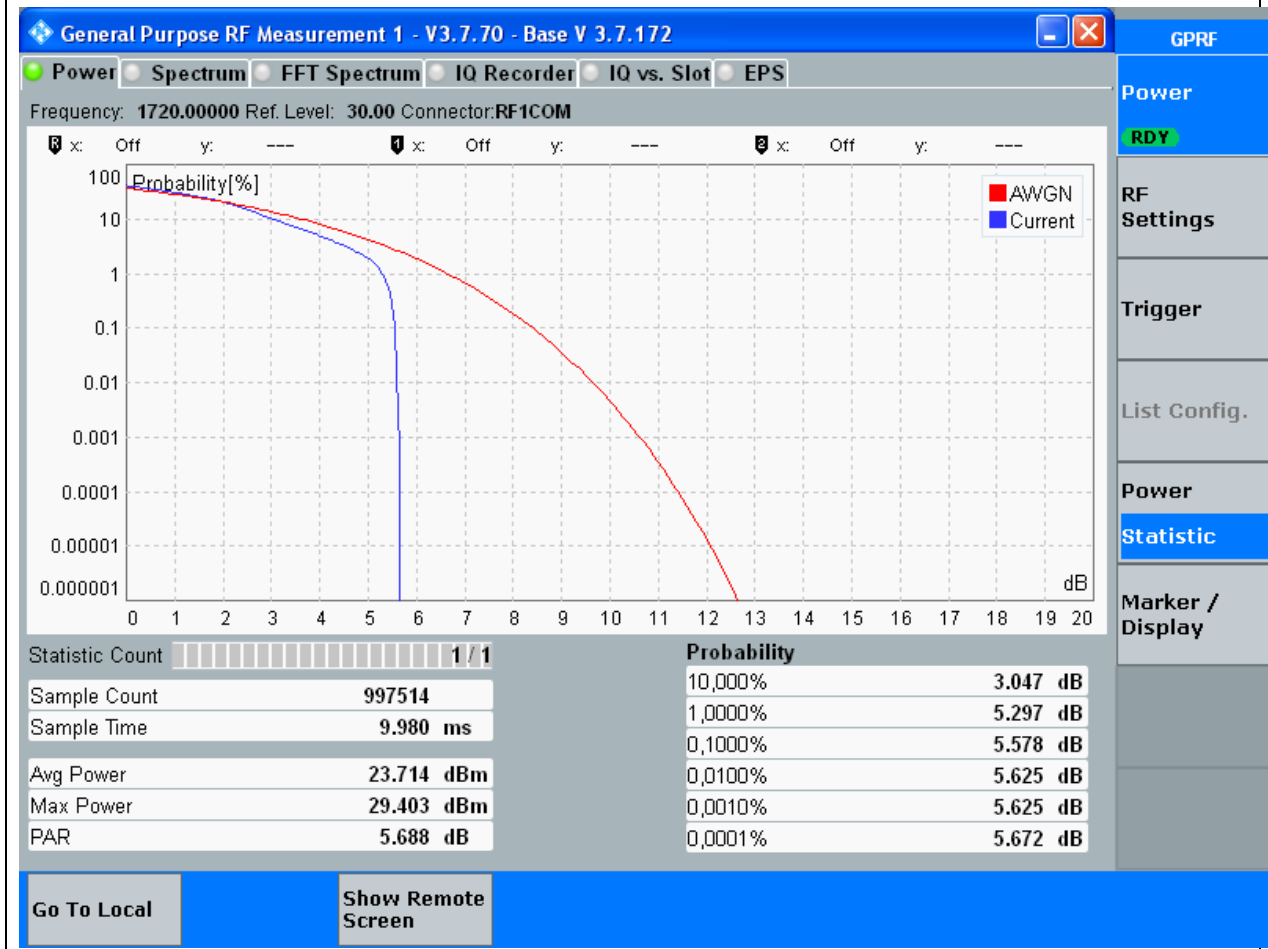 General Purpose RF Measurement 1 - V3.7.70 - Base V 3.7.172
GPRF
Power Spectrum FFT Spectrum IQ Recorder IQ vs. Slot EPS
Frequency: 1720.00000 Ref. Level: 30.00 Connector:RF1COM
R x: Off y: --- 1 x: Off y: --- 2 x: Off y: ---
Probability[%]
AWGN
Current
100
10
1
0.1
0.01
0.001
0.0001
0.00001
0.000001
dB
0 1 2 3 4 5 6 7 8 9 10 11 12 13 14 15 16 17 18 19 20
Statistic Count 1 / 1
Sample Count 997514
Sample Time 9.980 ms
Avg Power 23.714 dBm
Max Power 29.403 dBm
PAR 5.688 dB
Probability
10,000% 3.047 dB
1,0000% 5.297 dB
0,1000% 5.578 dB
0,0100% 5.625 dB
0,0010% 5.625 dB
0,0001% 5.672 dB
Power
RDY
RF
Settings
Trigger
List Config.
Power
Statistic
Marker /
Display
Go To Local
Show Remote
Screen